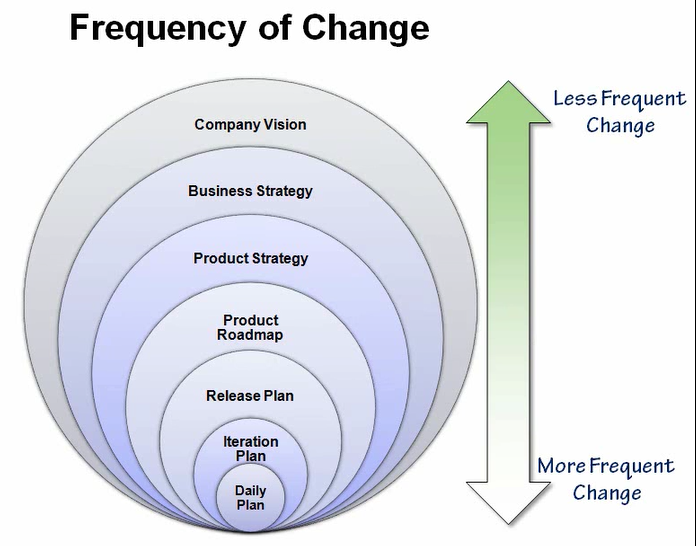 Frequency of Change
Company Vision
Business Strategy
Product Strategy
Product
Roadmap
Release Plan
Iteration
Plan
Daily
Plan
Less Frequent
Change
More Frequent
Change